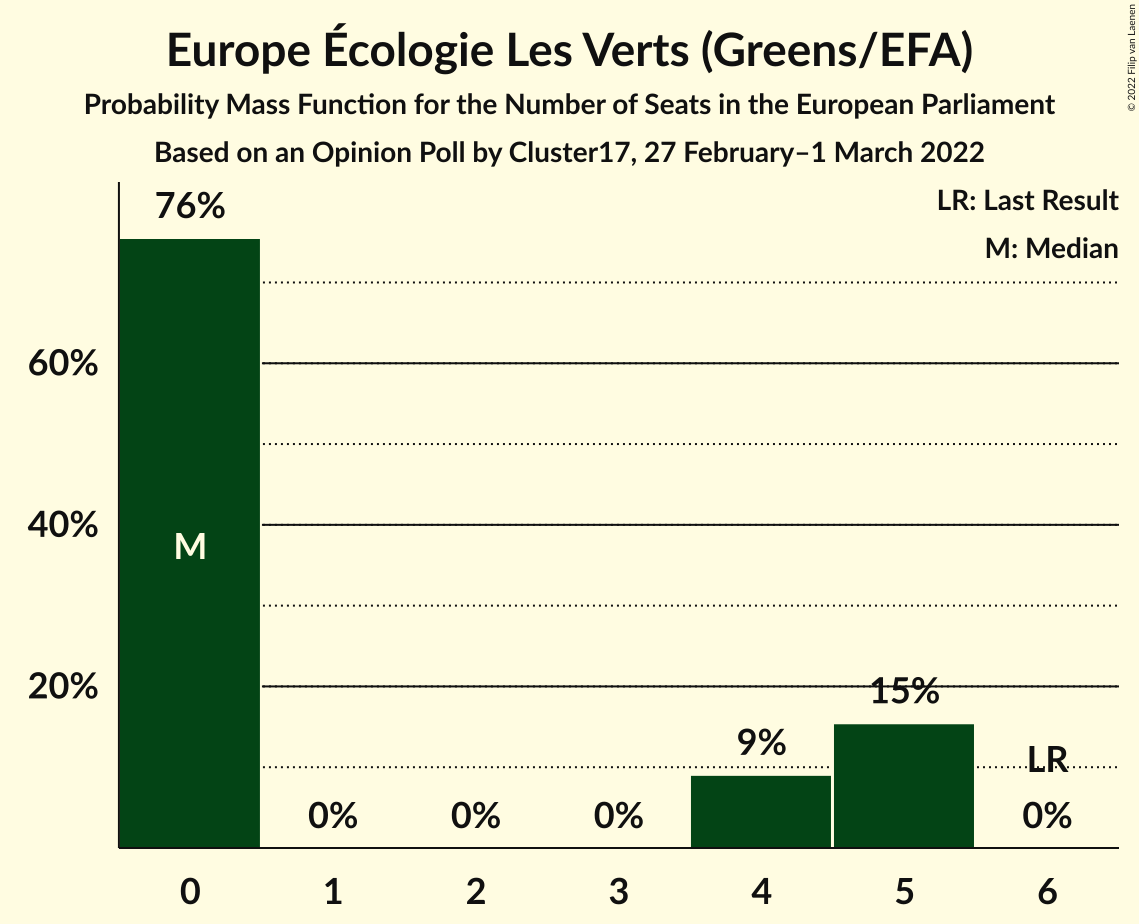 Europe Écologie Les Verts (Greens/EFA)
Probability Mass Function for the Number of Seats in the European Parliament
Based on an Opinion Poll by Cluster17, 27 February–1 March 2022
© 2022 Filip van Laenen
LR: Last Result
M: Median
76%
60%
40%
M
20%
15%
9%
LR
0%
0%
0%
0%
0
1
2
3
4
5
6